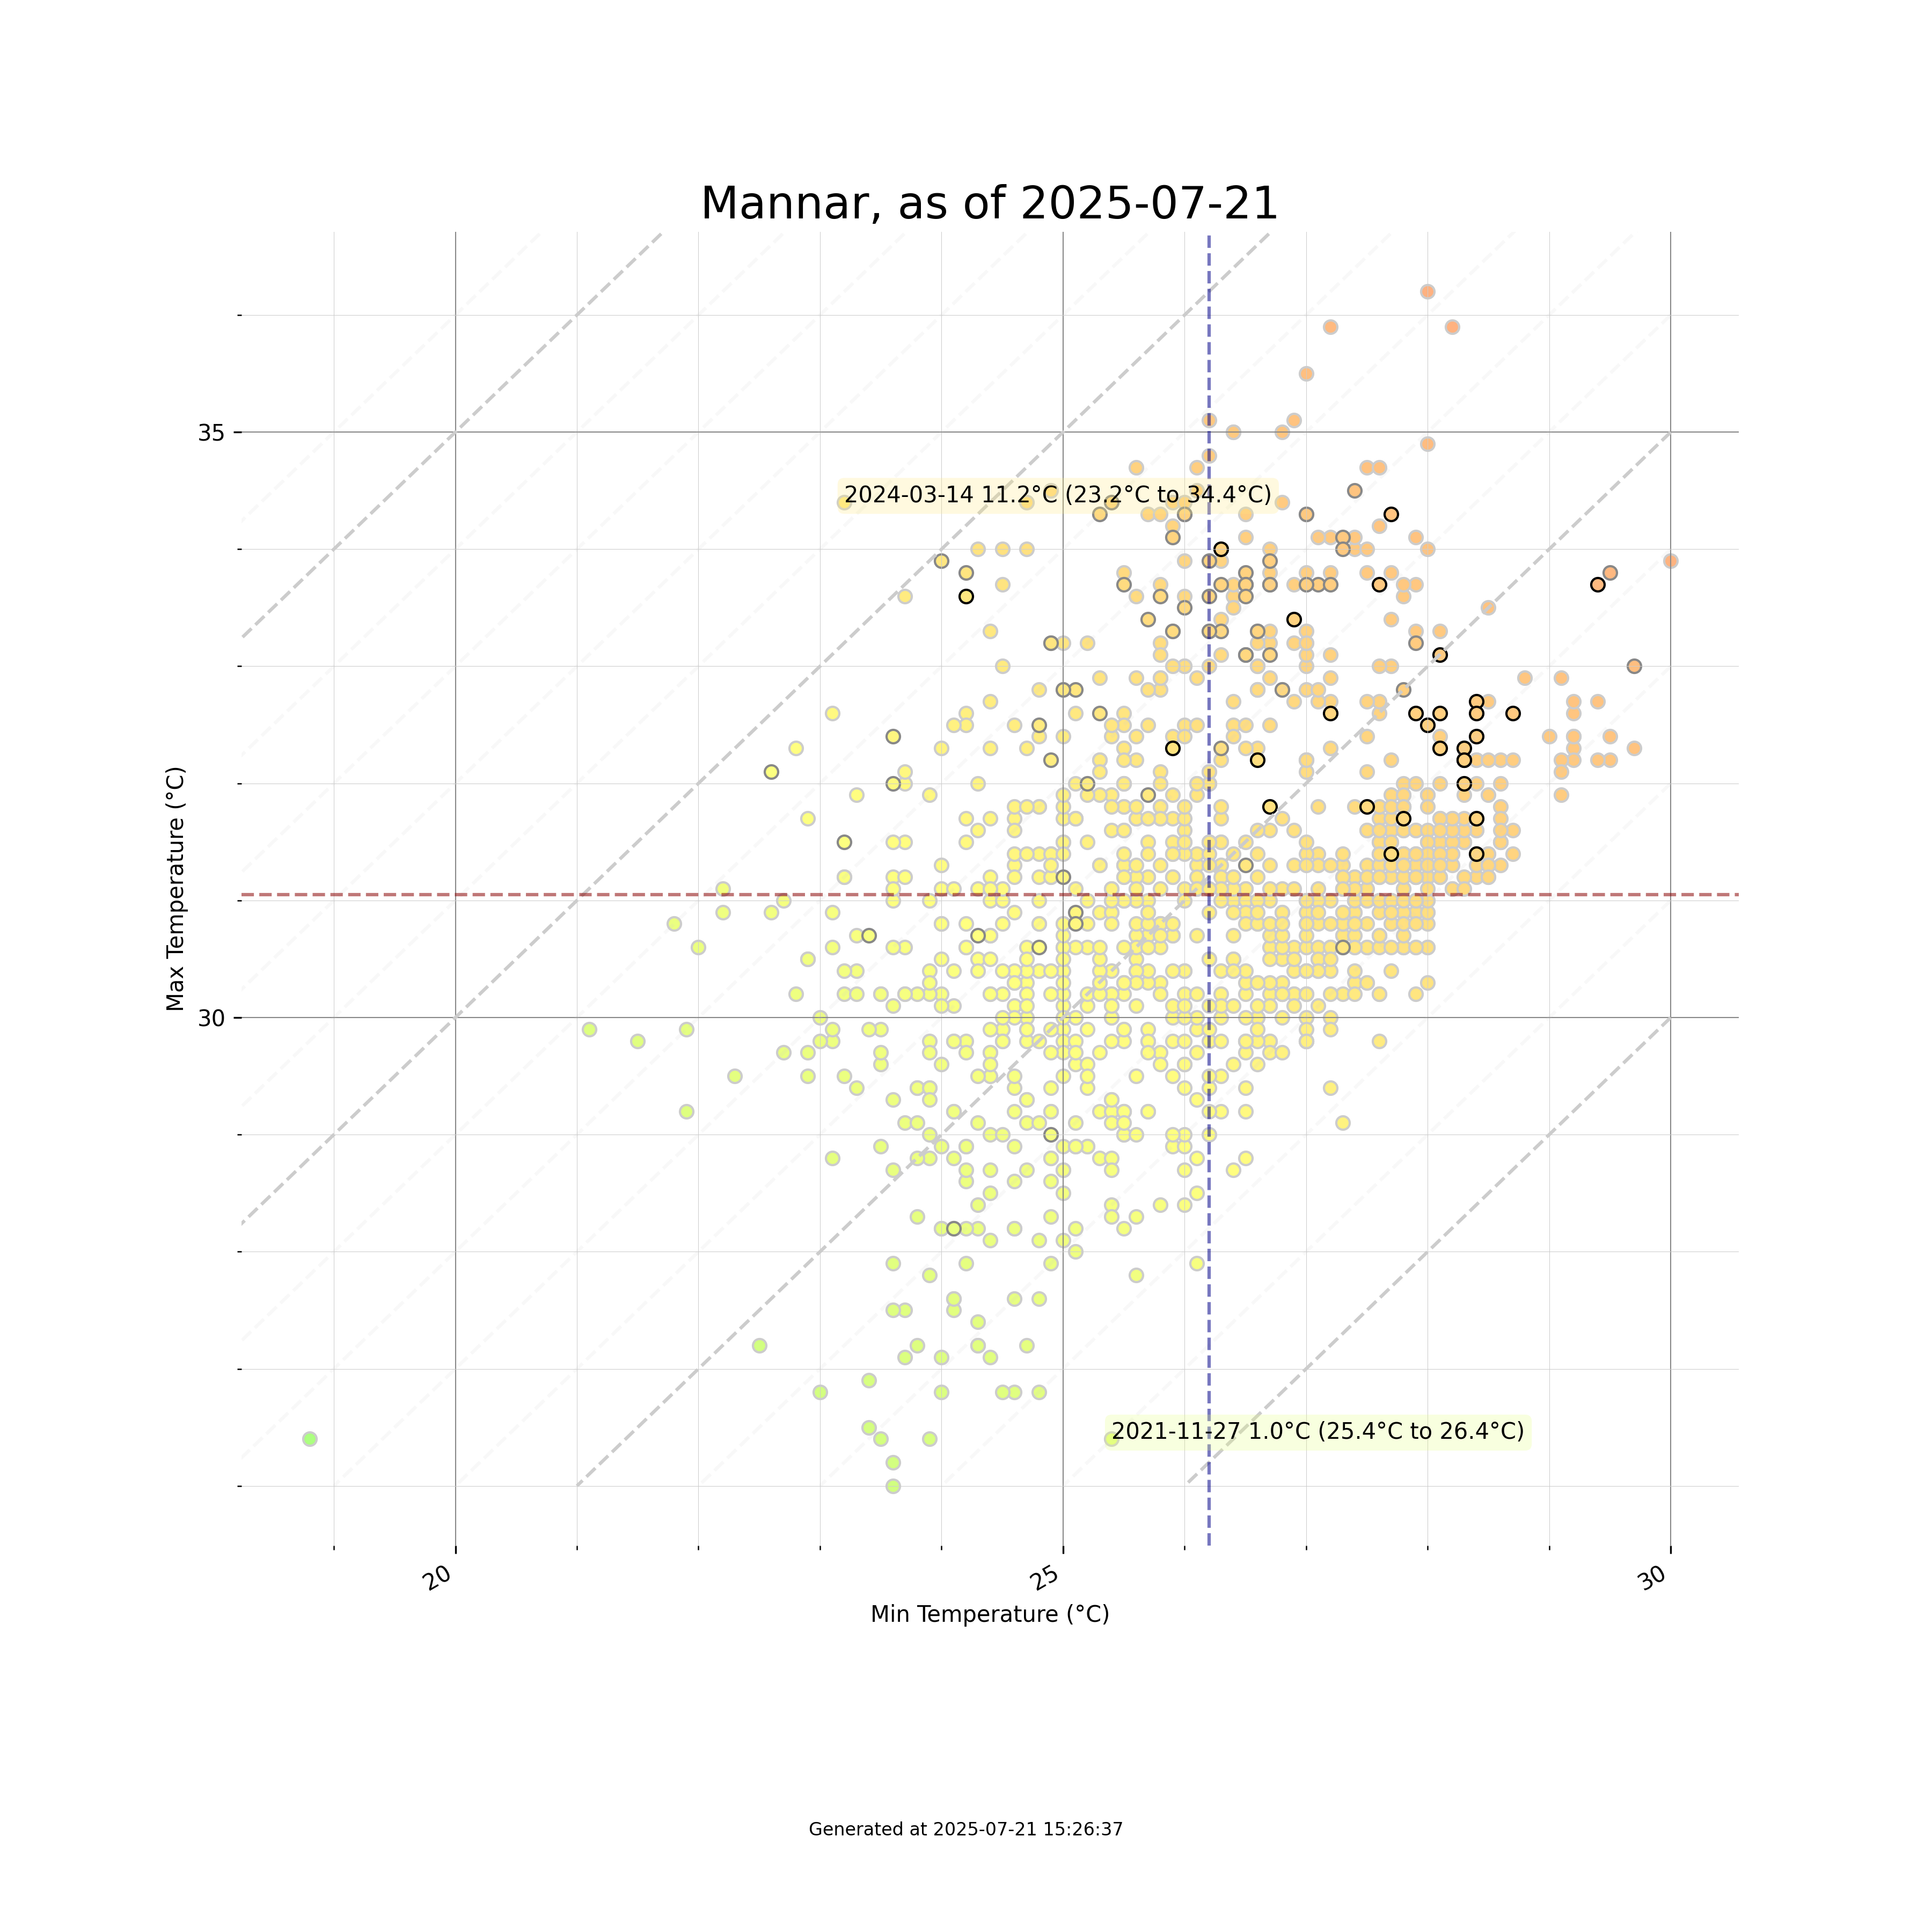 Mannar, as of 2025-07-21
35
2024-03-14 11.2°C (23.2°C to 34.4°C)
Max Temperature (°C)
30
2021-11-27 1.0°C (25.4°C to 26.4°C)
20
25
30
Min Temperature (°C)
Generated at 2025-07-21 15:26:37